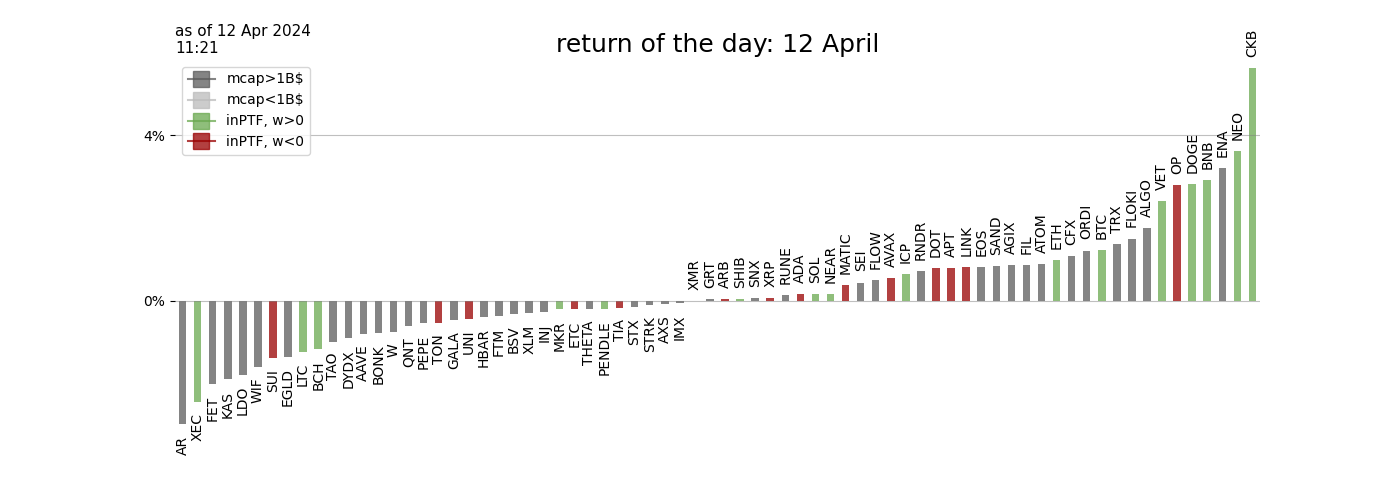 as of 12 Apr 2024
11:21
return of the day: 12 April
mcap>1B$
mcap<1B$
inPTF, w>0
inPTF, w<0
4%
0%
AR
XEC
FET
KAS
LDO
WIF
SUI
EGLD
LTC
BCH
TAO
DYDX
AAVE
BONK
W
QNT
PEPE
TON
GALA
UNI
HBAR
FTM
BSV
XLM
INJ
MKR
ETC
THETA
PENDLE
TIA
STX
STRK
AXS
IMX
XMR
GRT
ARB
SHIB
SNX
XRP
RUNE
ADA
SOL
NEAR
MATIC
SEI
FLOW
AVAX
ICP
RNDR
DOT
APT
LINK
EOS
SAND
AGIX
FIL
ATOM
ETH
CFX
ORDI
BTC
TRX
FLOKI
ALGO
VET
OP
DOGE
BNB
ENA
NEO
CKB